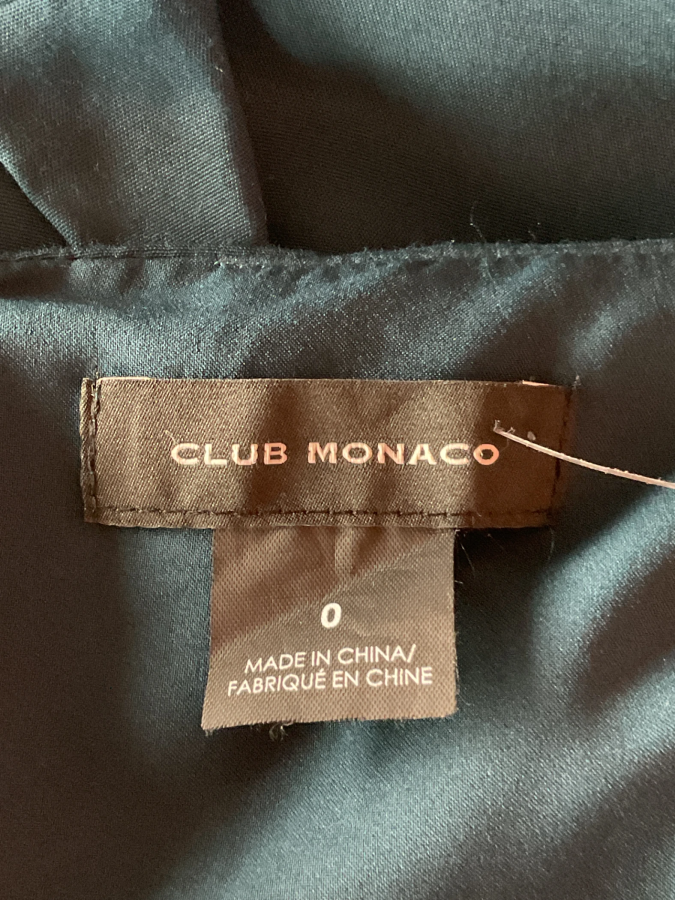 CLUB MONACO
0
MADE IN CHINA/
FABRIQUÉ EN CHINE